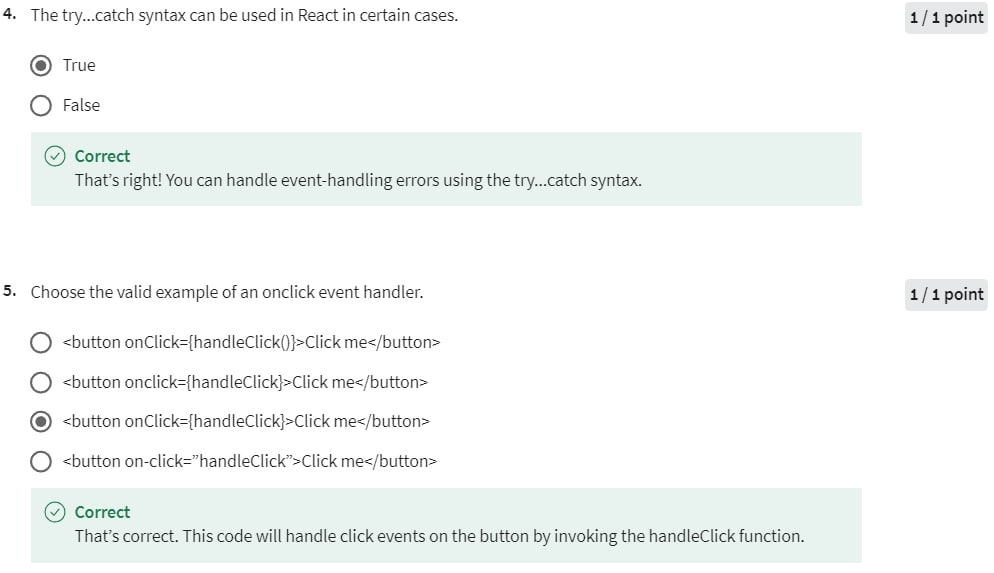 4. The try...catch syntax can be used in React in certain cases.
1 / 1 point
True
False
Correct
That's right! You can handle event-handling errors using the try...catch syntax.
5. Choose the valid example of an onclick event handler.
1 / 1 point
<button onClick={handleClick()}>Click me</button>
<button onclick={handleClick}>Click me</button>
<button onClick={handleClick}>Click me</button>
<button on-click=”handleClick”>Click me</button>
Correct
That's correct. This code will handle click events on the button by invoking the handleClick function.